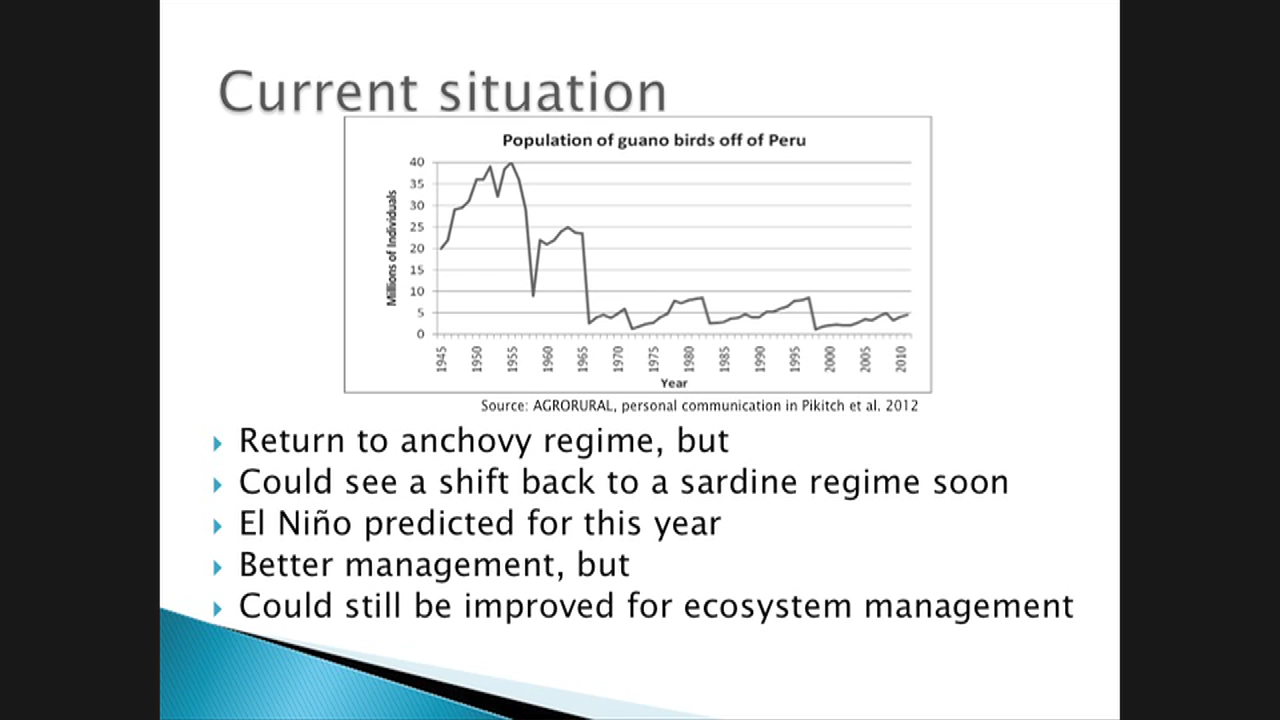 Current situation
Population of guano birds off of Peru
Millions of Individuals
40
35
30
25
20
15
10
5
0
1945 1950 1955 1960 1965 1970 1975 1980 1985 1990 1995 2000 2005 2010
Year
Source: AGRORURAL, personal communication in Pikitch et al. 2012
Return to anchovy regime, but
Could see a shift back to a sardine regime soon
El Niño predicted for this year
Better management, but
Could still be improved for ecosystem management